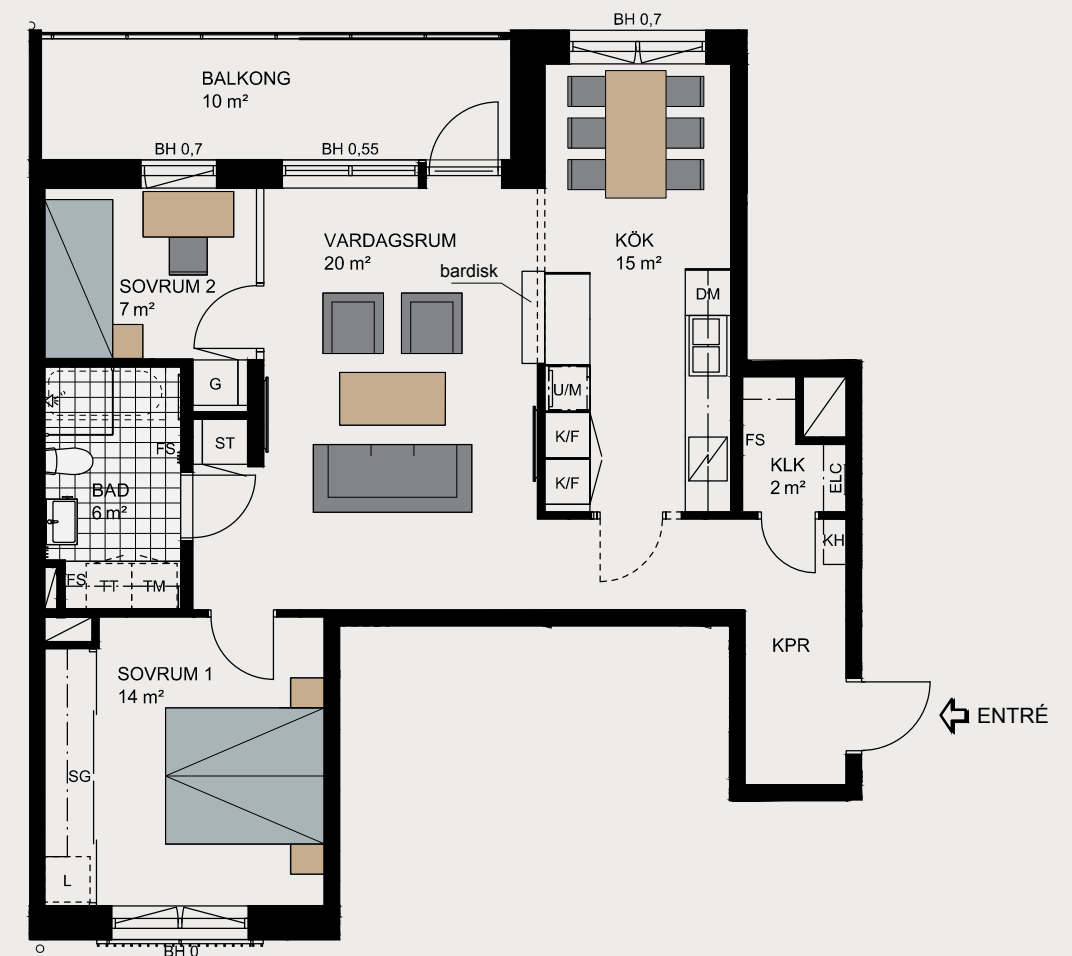 BH 0,7
BALKONG
10 m²
BH 0,7
BH 0,55
VARDAGSRUM
20 m²
KÖK
15 m²
bardisk
SOVRUM 2
7 m²
DM
G
U/M
ST
K/F
K/F
FS
FS
KLK
2 m²
ELC
BAD
6 m²
KH
FS
TT
TM
KPR
SOVRUM 1
14 m²
ENTRÉ
SG
L
BH 0